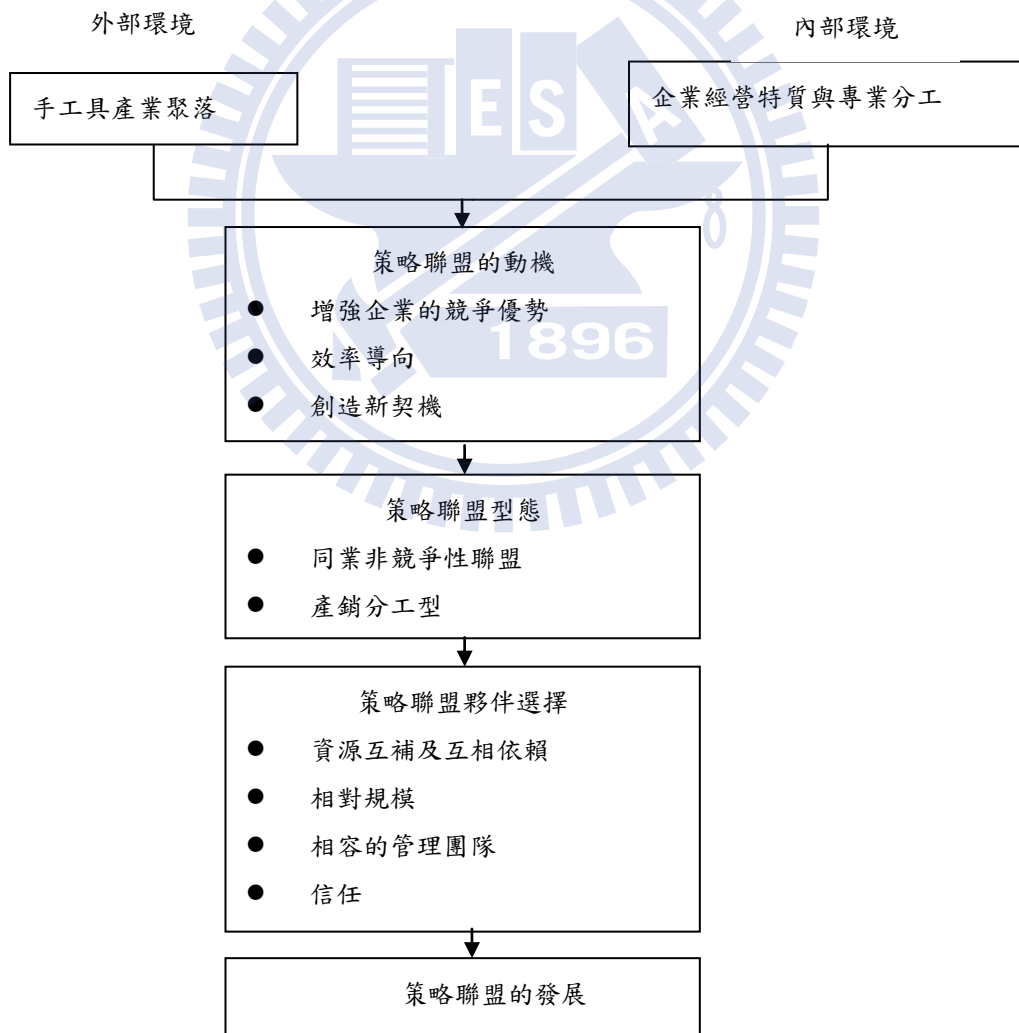 外部環境
內部環境
手工具產業聚落
企業經營特質與專業分工
E S A
1896
策略聯盟的動機
● 增強企業的競爭優勢
● 效率導向
● 創造新契機
策略聯盟型態
● 同業非競爭性聯盟
● 產銷分工型
策略聯盟夥伴選擇
● 資源互補及互相依賴
● 相對規模
● 相容的管理團隊
● 信任
策略聯盟的發展